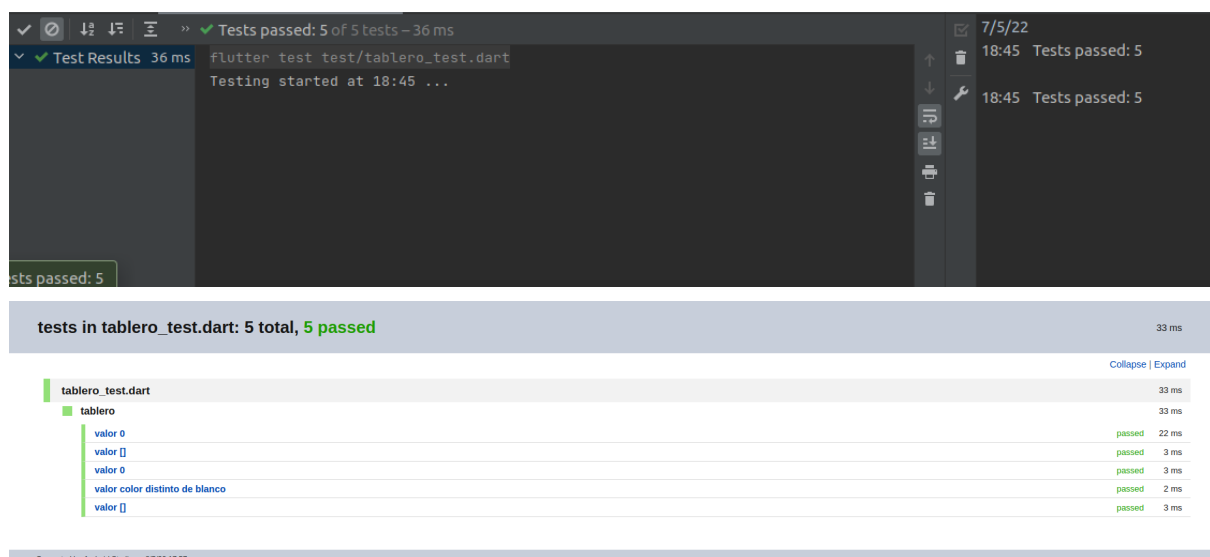 Tests passed: 5 of 5 tests – 36 ms
Test Results 36 ms
flutter test test/tablero_test.dart
Testing started at 18:45 ...
sts passed: 5
7/5/22
18:45 Tests passed: 5
18:45 Tests passed: 5
tests in tablero_test.dart: 5 total, 5 passed 33 ms
Collapse | Expand
tablero_test.dart 33 ms
tablero 33 ms
valor 0 passed 22 ms
valor [] passed 3 ms
valor 0 passed 3 ms
valor color distinto de blanco passed 2 ms
valor [] passed 3 ms